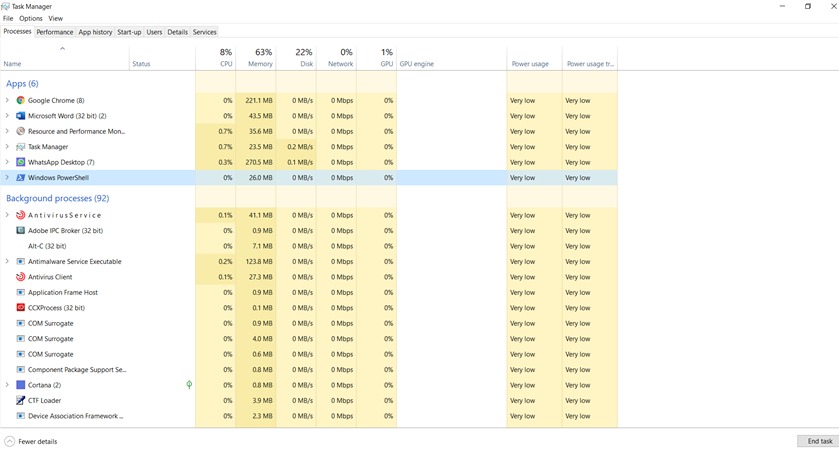 Task Manager
File Options View
Processes Performance App history Start-up Users Details Services
8% 63% 22% 0% 1%
Name Status CPU Memory Disk Network GPU GPU engine Power usage Power usage tr...
Apps (6)
Google Chrome (8) 0% 221.1 MB 0 MB/s 0 Mbps 0% Very low Very low
Microsoft Word (32 bit) (2) 0% 43.5 MB 0 MB/s 0 Mbps 0% Very low Very low
Resource and Performance Mon... 0.7% 35.6 MB 0 MB/s 0 Mbps 0% Very low Very low
Task Manager 0.7% 23.5 MB 0.2 MB/s 0 Mbps 0% Very low Very low
WhatsApp Desktop (7) 0.3% 270.5 MB 0.1 MB/s 0 Mbps 0% Very low Very low
Windows PowerShell 0% 26.0 MB 0 MB/s 0 Mbps 0% Very low Very low
Background processes (92)
AntivirusService 0.1% 41.1 MB 0 MB/s 0 Mbps 0% Very low Very low
Adobe IPC Broker (32 bit) 0% 0.9 MB 0 MB/s 0 Mbps 0% Very low Very low
Alt-C (32 bit) 0% 7.1 MB 0 MB/s 0 Mbps 0% Very low Very low
Antimalware Service Executable 0.2% 123.8 MB 0 MB/s 0 Mbps 0% Very low Very low
Antivirus Client 0.1% 27.3 MB 0 MB/s 0 Mbps 0% Very low Very low
Application Frame Host 0% 0.9 MB 0 MB/s 0 Mbps 0% Very low Very low
CCXProcess (32 bit) 0% 0.1 MB 0 MB/s 0 Mbps 0% Very low Very low
COM Surrogate 0% 0.9 MB 0 MB/s 0 Mbps 0% Very low Very low
COM Surrogate 0% 4.0 MB 0 MB/s 0 Mbps 0% Very low Very low
COM Surrogate 0% 0.6 MB 0 MB/s 0 Mbps 0% Very low Very low
Component Package Support Se... 0% 0.8 MB 0 MB/s 0 Mbps 0% Very low Very low
Cortana (2) 0% 0.8 MB 0 MB/s 0 Mbps 0% Very low Very low
CTF Loader 0% 3.9 MB 0 MB/s 0 Mbps 0% Very low Very low
Device Association Framework ... 0% 2.3 MB 0 MB/s 0 Mbps 0% Very low Very low
Fewer details End task